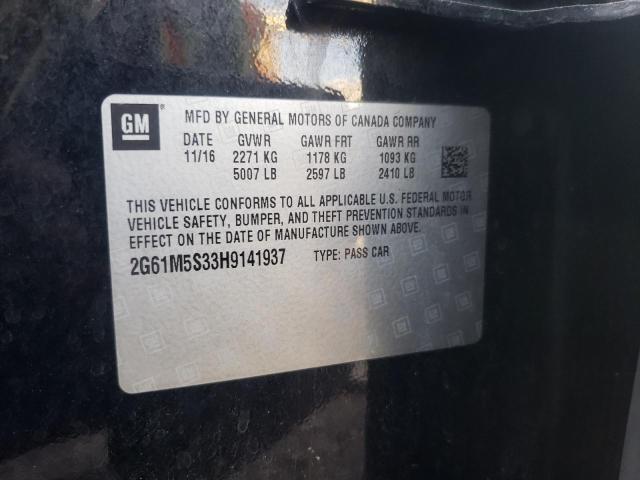 GM
MFD BY GENERAL MOTORS OF CANADA COMPANY
DATE GVWR GAWR FRT GAWR RR
11/16 2271 KG 1178 KG 1093 KG
5007 LB 2597 LB 2410 LB
THIS VEHICLE CONFORMS TO ALL APPLICABLE U.S. FEDERAL MOTOR
VEHICLE SAFETY, BUMPER, AND THEFT PREVENTION STANDARDS IN
EFFECT ON THE DATE OF MANUFACTURE SHOWN ABOVE.
2G61M5S33H9141937 TYPE: PASS CAR